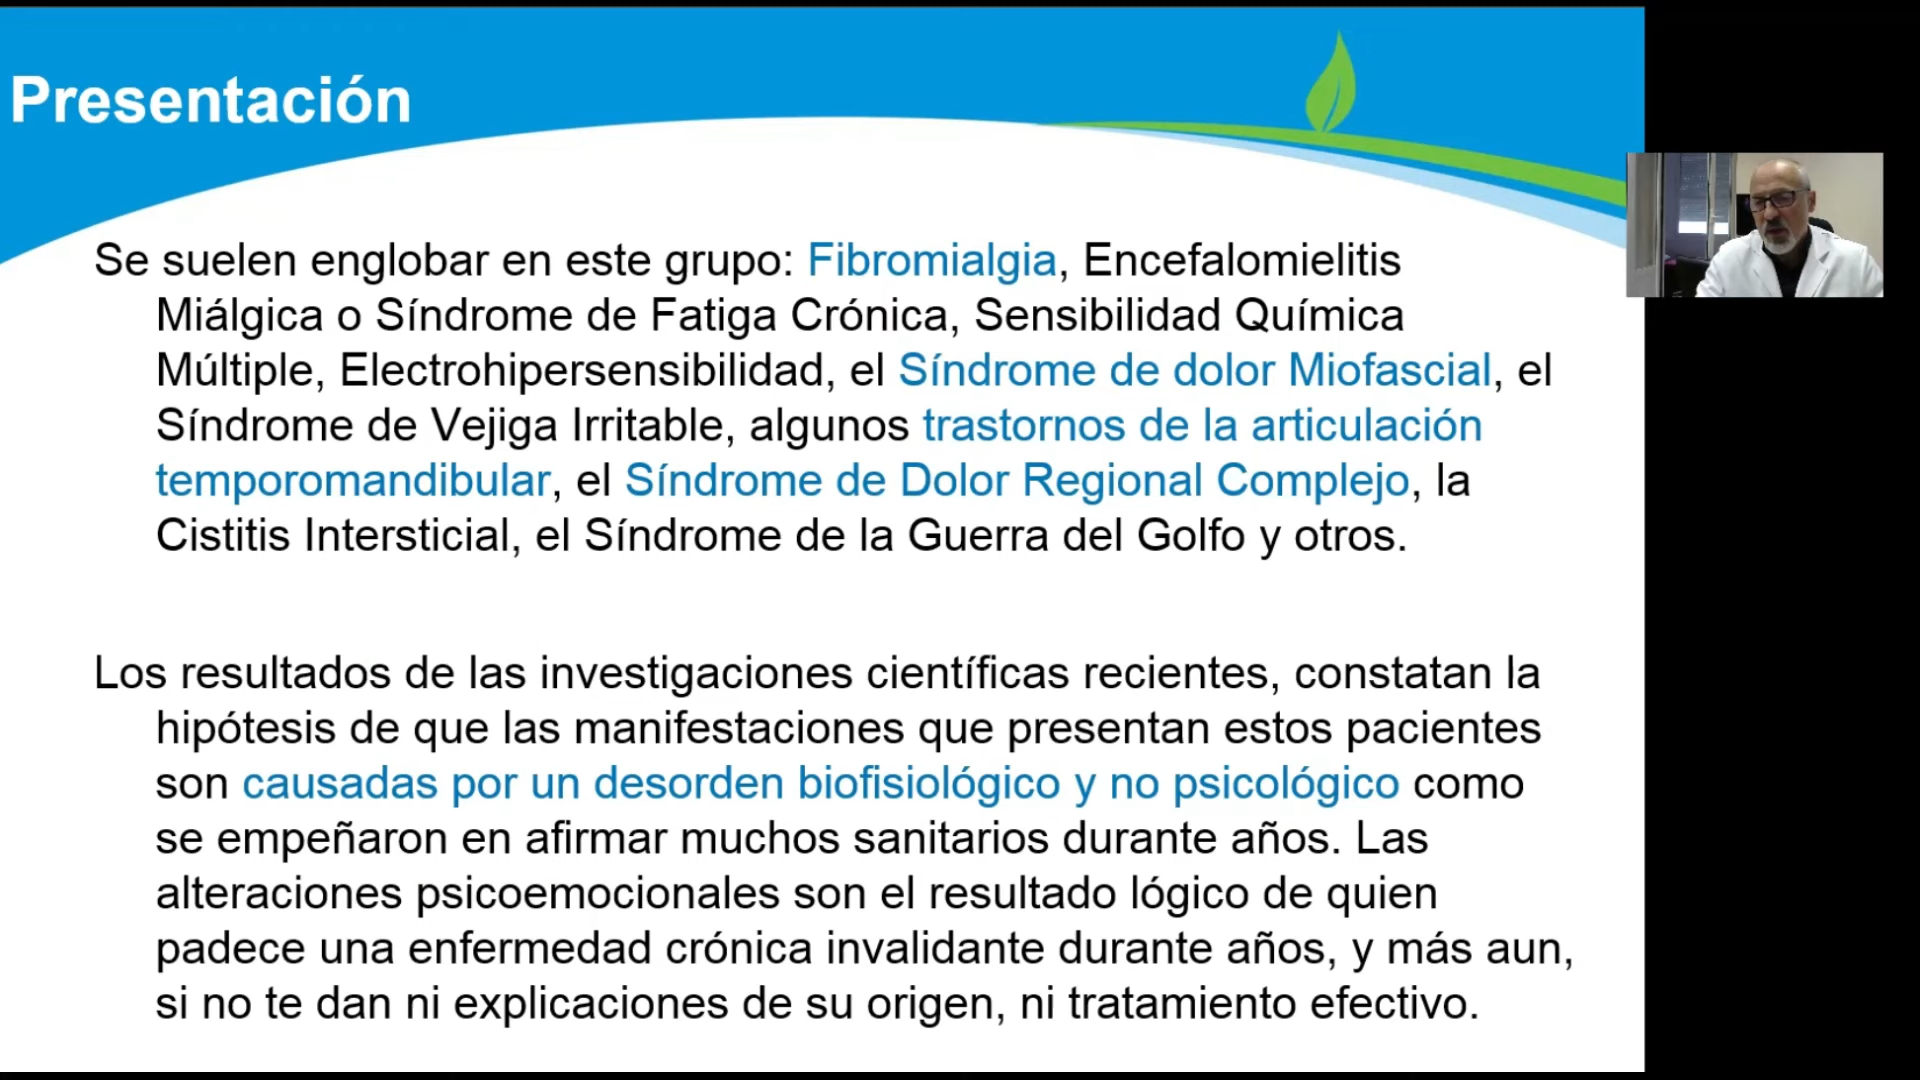 Presentación
Se suelen englobar en este grupo: Fibromialgia, Encefalomielitis
Miálgica o Síndrome de Fatiga Crónica, Sensibilidad Química
Múltiple, Electrohipersensibilidad, el Síndrome de dolor Miofascial, el
Síndrome de Vejiga Irritable, algunos trastornos de la articulación
temporomandibular, el Síndrome de Dolor Regional Complejo, la
Cistitis Intersticial, el Síndrome de la Guerra del Golfo y otros.
Los resultados de las investigaciones científicas recientes, constatan la
hipótesis de que las manifestaciones que presentan estos pacientes
son causadas por un desorden biofisiológico y no psicológico como
se empeñaron en afirmar muchos sanitarios durante años. Las
alteraciones psicoemocionales son el resultado lógico de quien
padece una enfermedad crónica invalidante durante años, y más aun,
si no te dan ni explicaciones de su origen, ni tratamiento efectivo.